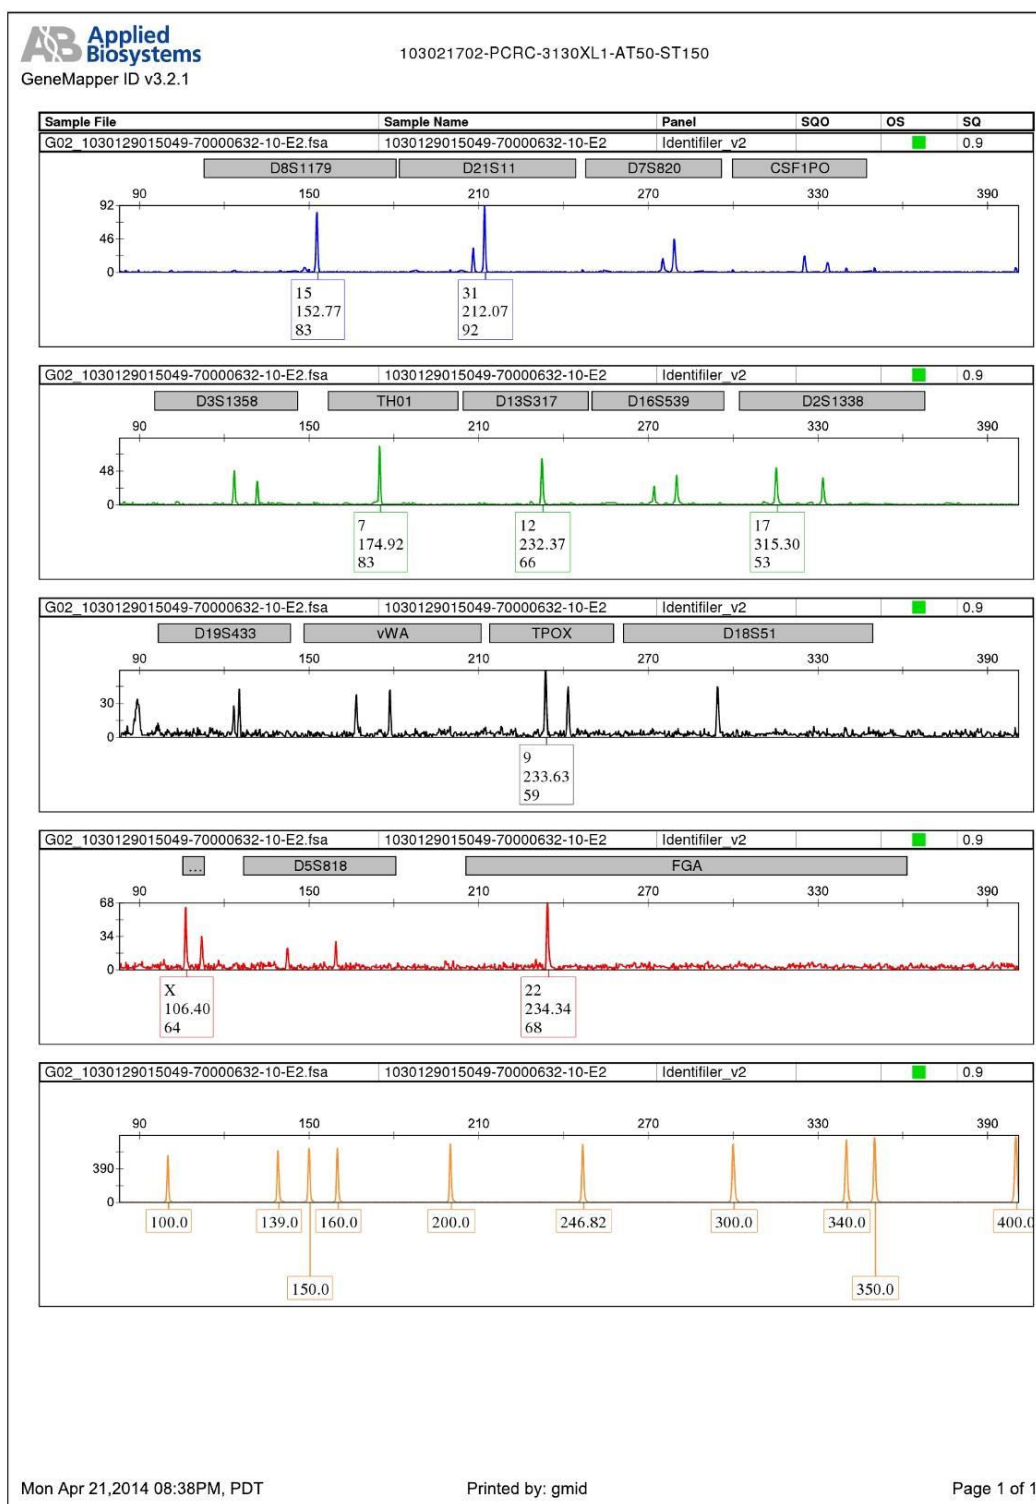 AB Applied
Biosystems
GeneMapper ID v3.2.1
103021702-PCRC-3130XL1-AT50-ST150
Sample File Sample Name Panel SQO OS SQ
G02_1030129015049-70000632-10-E2.fsa 1030129015049-70000632-10-E2 Identifiler_v2 0.9
D8S1179 D21S11 D7S820 CSF1PO
90 150 210 270 330 390
92
46
0
15 31
152.77 212.07
83 92
G02_1030129015049-70000632-10-E2.fsa 1030129015049-70000632-10-E2 Identifiler_v2 0.9
D3S1358 TH01 D13S317 D16S539 D2S1338
90 150 210 270 330 390
48
0
7 12 17
174.92 232.37 315.30
83 66 53
G02_1030129015049-70000632-10-E2.fsa 1030129015049-70000632-10-E2 Identifiler_v2 0.9
D19S433 vWA TPOX D18S51
90 150 210 270 330 390
30
0
9
233.63
59
G02_1030129015049-70000632-10-E2.fsa 1030129015049-70000632-10-E2 Identifiler_v2 0.9
... D5S818 FGA
90 150 210 270 330 390
68
34
0
X 22
106.40 234.34
64 68
G02_1030129015049-70000632-10-E2.fsa 1030129015049-70000632-10-E2 Identifiler_v2 0.9
90 150 210 270 330 390
390
0
100.0 139.0 160.0 200.0 246.82 300.0 340.0 400.0
150.0 350.0
Mon Apr 21,2014 08:38PM, PDT Printed by: gmid Page 1 of 1